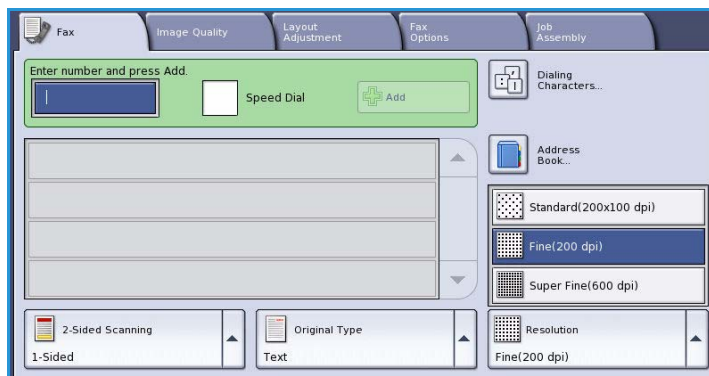 Fax
Image Quality
Layout
Adjustment
Fax
Options
Job
Assembly
Enter number and press Add.
Speed Dial
Add
Dialing
Characters...
Address
Book...
Standard(200x100 dpi)
Fine(200 dpi)
Super Fine(600 dpi)
2-Sided Scanning
1-Sided
Original Type
Text
Resolution
Fine(200 dpi)